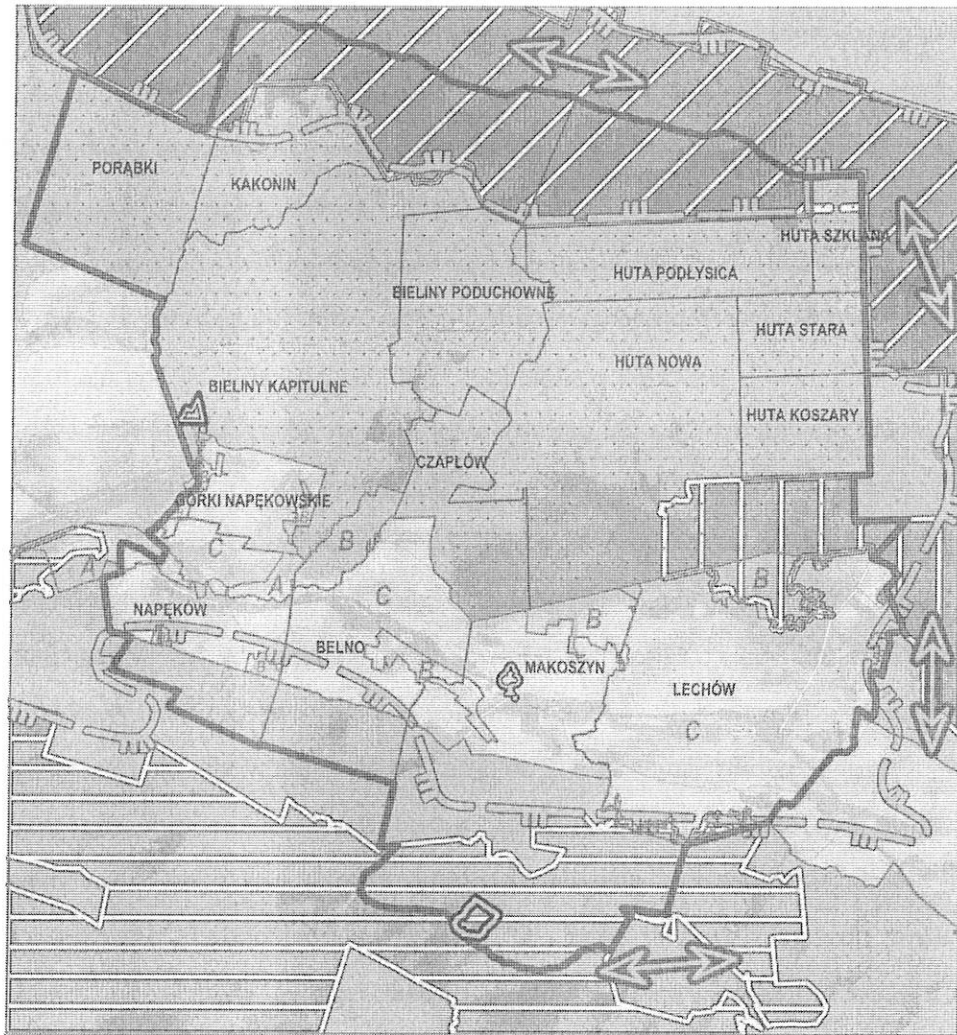 PORĄBKI
KAKONIN
HUTA SZKLANA
HUTA PODŁYSICA
BIELINY PODUCHOWNE
HUTA STARA
HUTA NOWA
BIELINY KAPITULNE
HUTA KOSZARY
CZAPLÓW
GÓRKI NAPĘKOWSKIE
B
C
A
B
A
C
B
NAPĘKÓW
BELNO
B
MAKOSZYN
LECHÓW
C